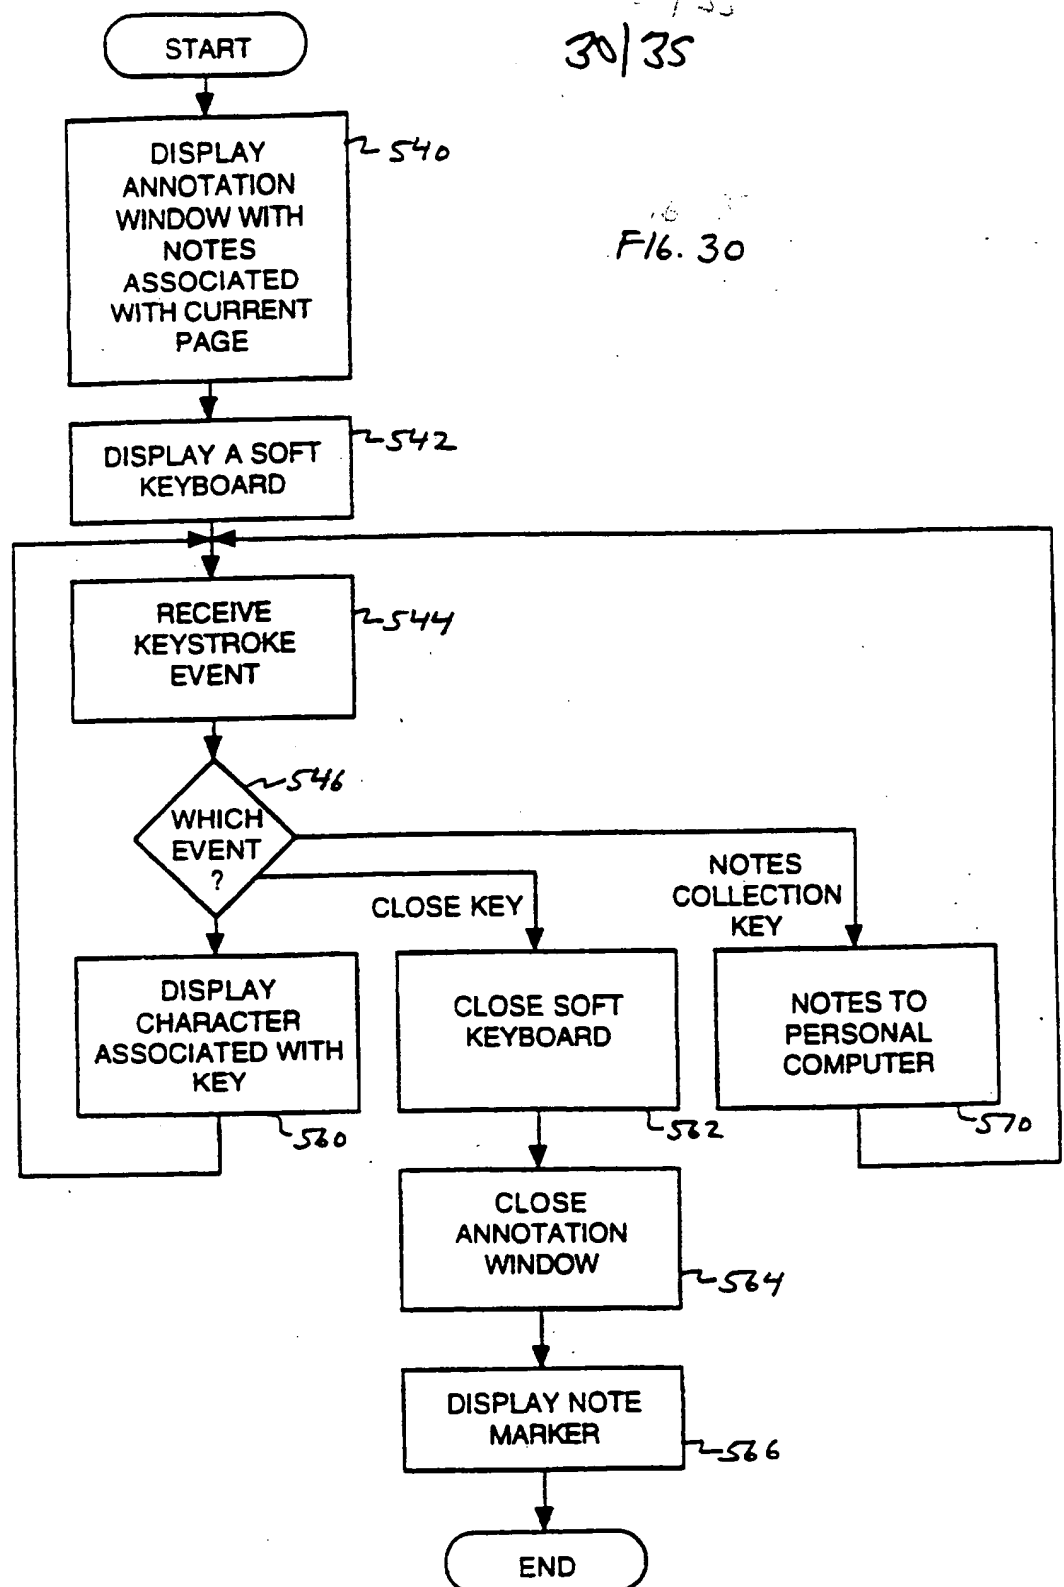 30/35
START
540
DISPLAY
ANNOTATION
WINDOW WITH
NOTES
ASSOCIATED
WITH CURRENT
PAGE
FIG. 30
542
DISPLAY A SOFT
KEYBOARD
RECEIVE
KEYSTROKE
EVENT
544
546
WHICH
EVENT
?
CLOSE KEY
NOTES
COLLECTION
KEY
DISPLAY
CHARACTER
ASSOCIATED WITH
KEY
560
CLOSE SOFT
KEYBOARD
562
NOTES TO
PERSONAL
COMPUTER
570
CLOSE
ANNOTATION
WINDOW
564
DISPLAY NOTE
MARKER
566
END